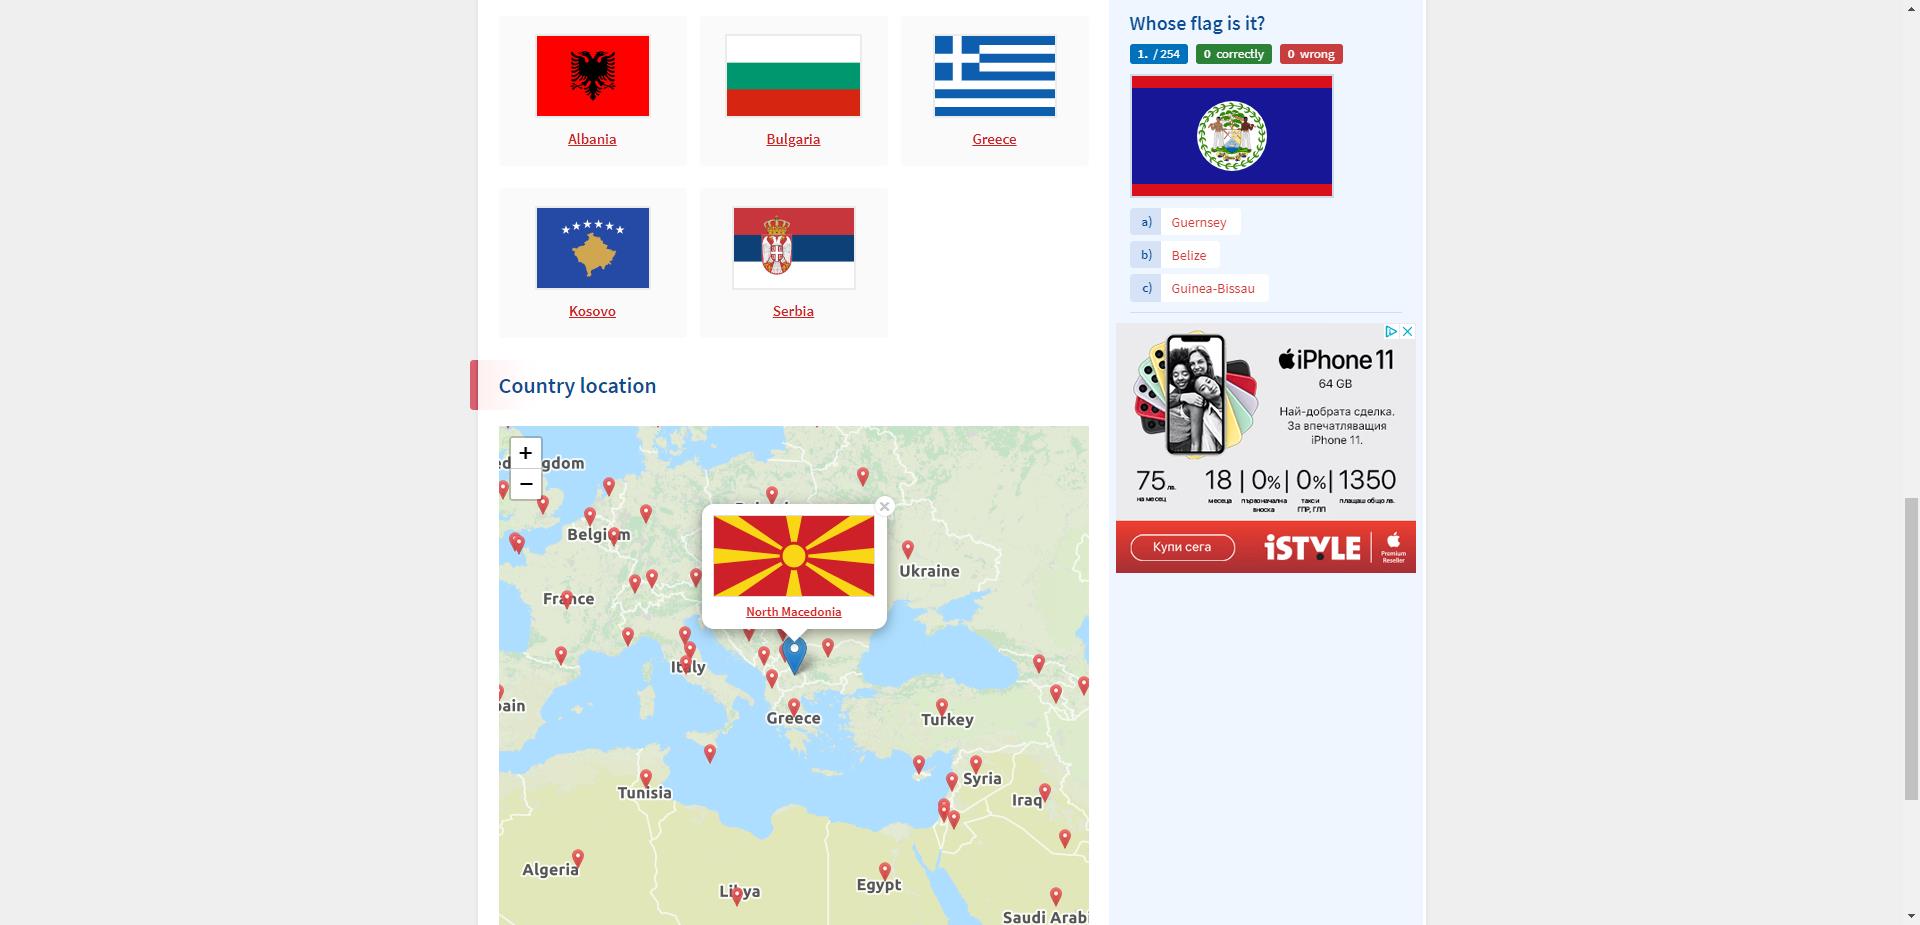 Whose flag is it?
1. / 254
0 correctly
0 wrong
Albania
Bulgaria
Greece
Kosovo
Serbia
a) Guernsey
b) Belize
c) Guinea-Bissau
Country location
+
−
North Macedonia
gdom
Belgium
France
Ukraine
Italy
ain
Greece
Turkey
Tunisia
Syria
Iraq
Algeria
Libya
Egypt
Saudi Arabi
iPhone 11
64 GB
Най-добрата сделка.
За впечатляващия
iPhone 11.
75 лв. на месец
18 месеца | 0% първоначална вноска | 0% такси ГПР, ГЛП | 1350 плащаш общо лв.
Купи сега
iSTYLE
Premium
Reseller